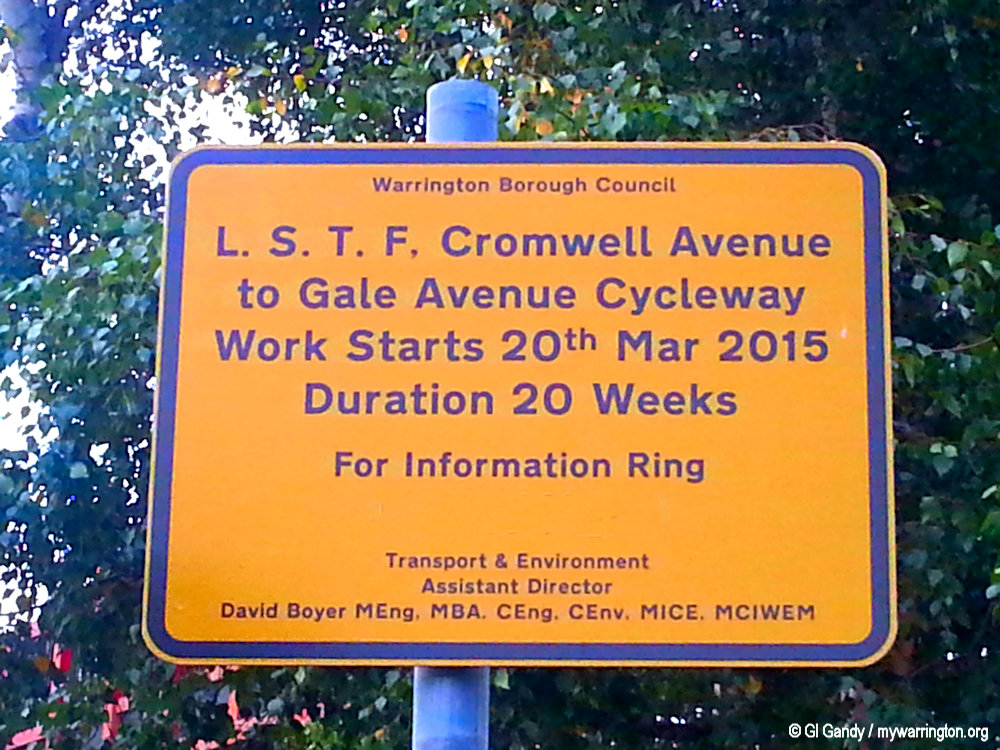 Warrington Borough Council
L. S. T. F. Cromwell Avenue
to Gale Avenue Cycleway
Work Starts 20th Mar 2015
Duration 20 Weeks
For Information Ring
Transport & Environment
Assistant Director
David Boyer MEng, MBA. CEng. CEnv. MICE. MCIWEM
© GI Gandy / mywarrington.org